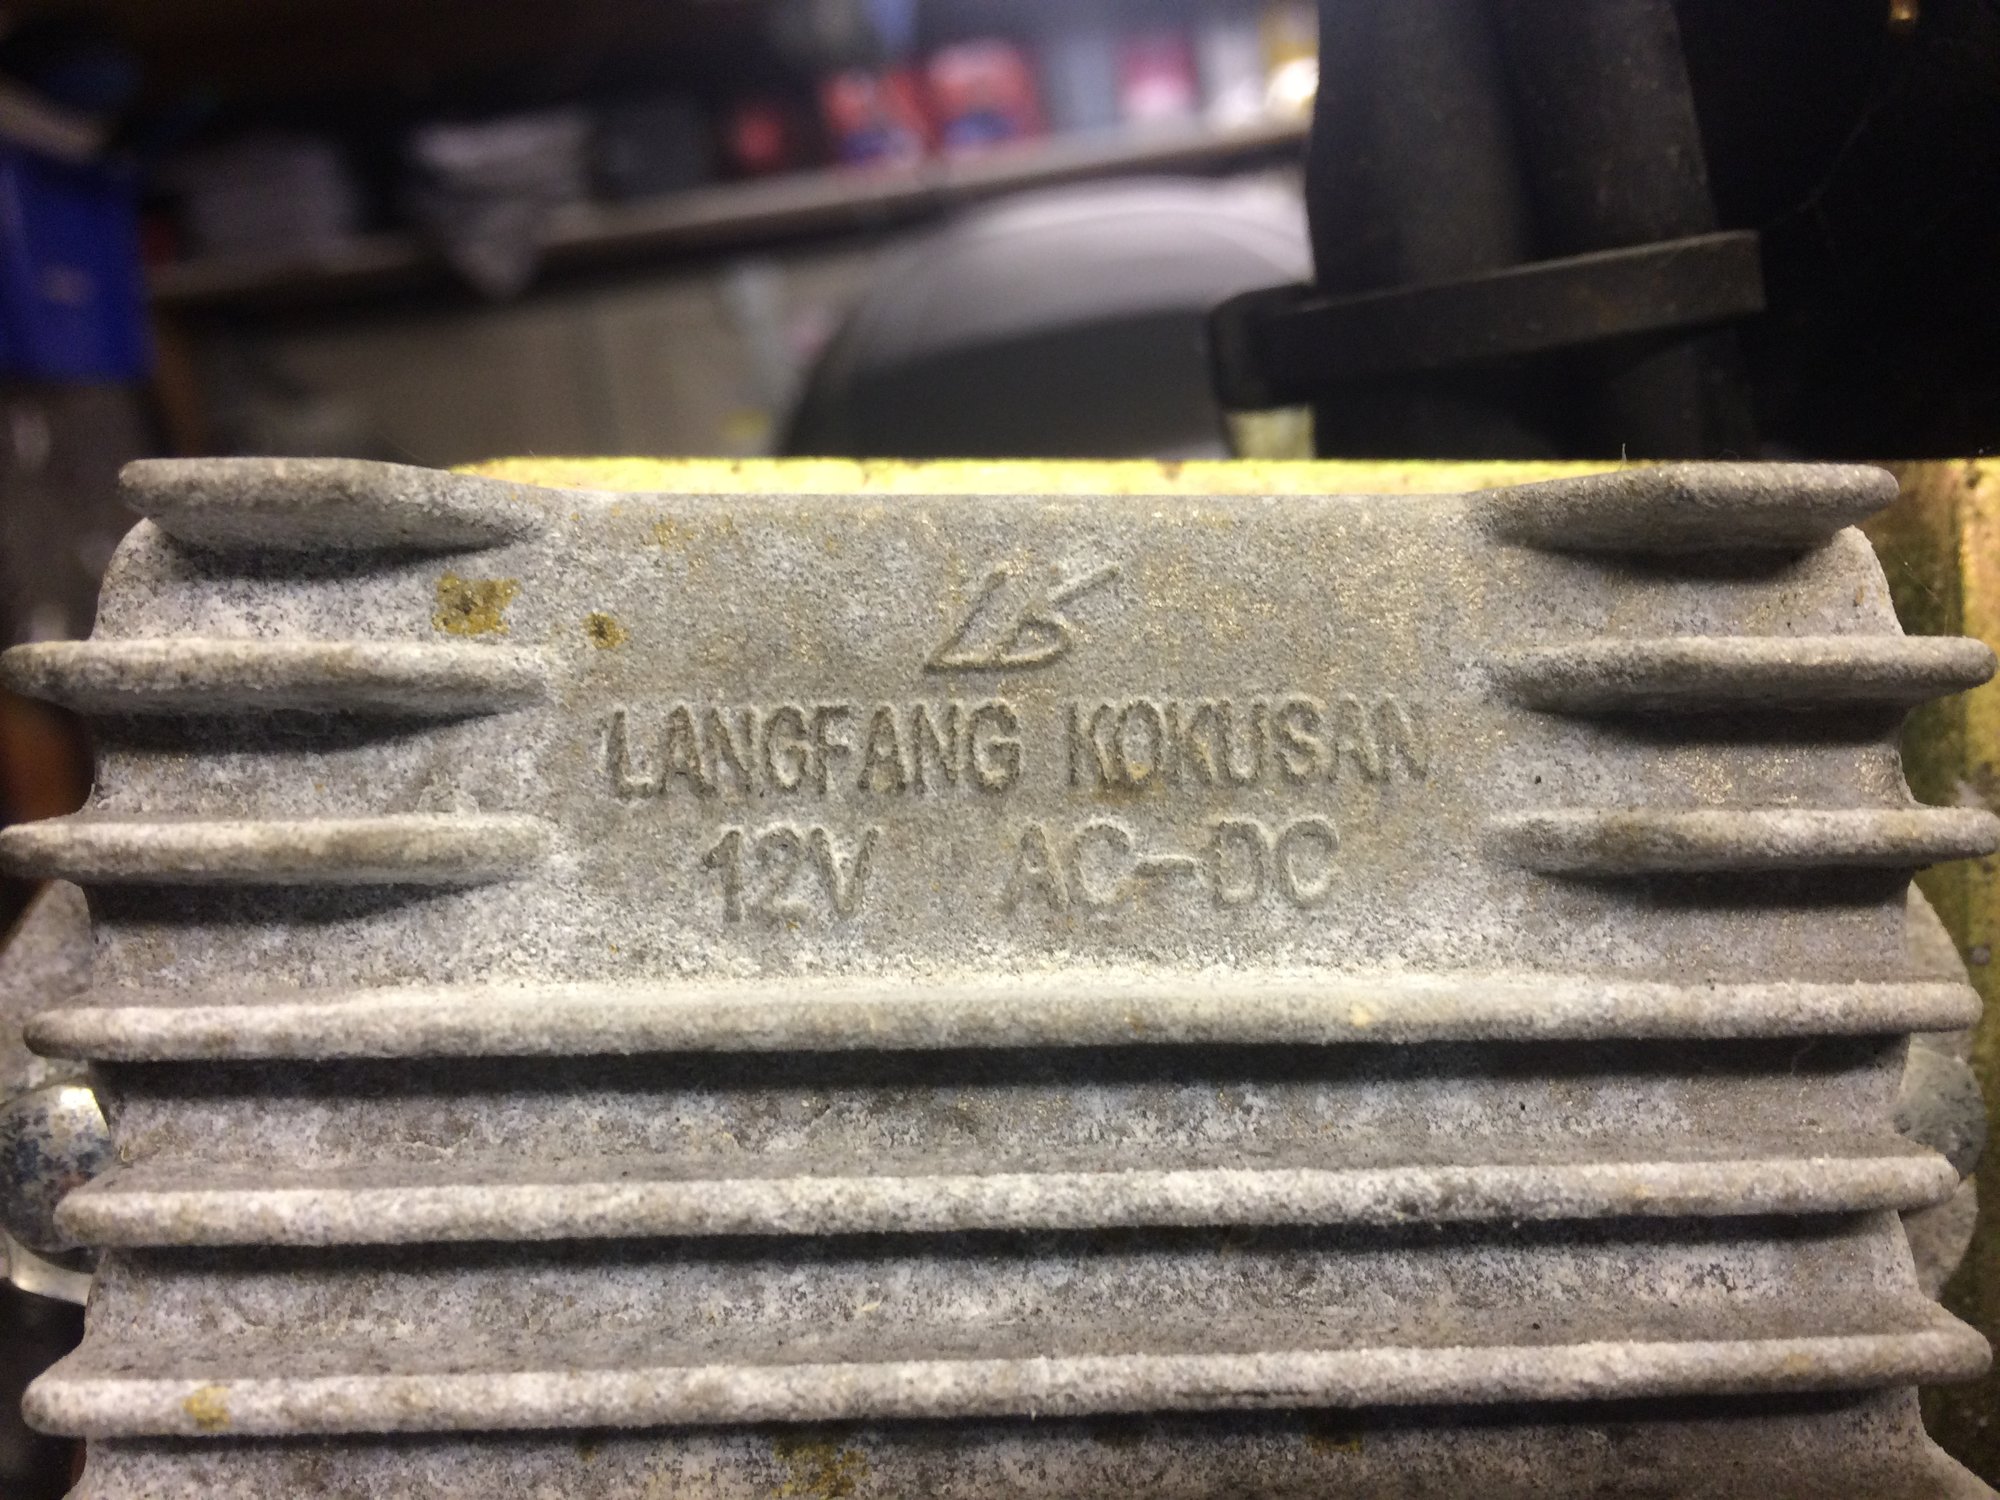 LANGFANG KOKUSAN
12V AC-DC